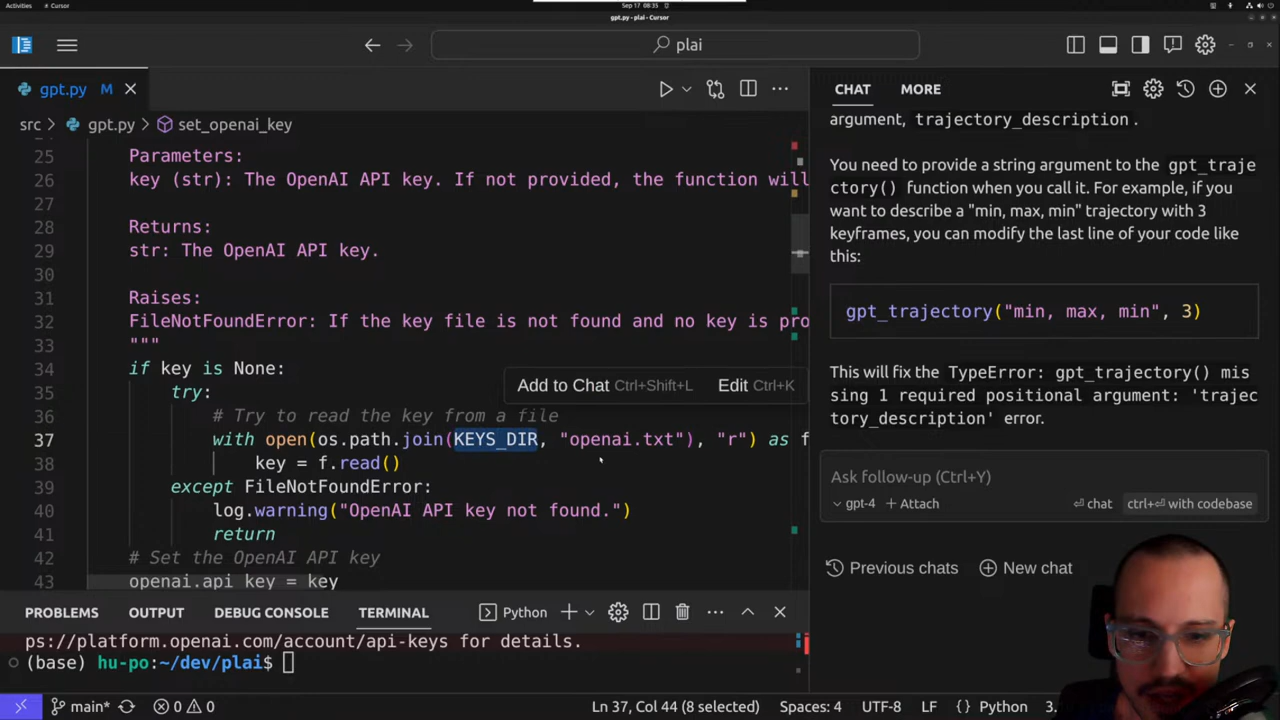 Activities
Cursor
Sep 17 08:35
gpt.py - plai - Cursor
plai
gpt.py M
src > gpt.py > set_openai_key
CHAT MORE
25 Parameters:
26 key (str): The OpenAI API key. If not provided, the function will
27
28 Returns:
29 str: The OpenAI API key.
30
31 Raises:
32 FileNotFoundError: If the key file is not found and no key is pro
33 """
34 if key is None:
35 try:
36 # Try to read the key from a file
37 with open(os.path.join(KEYS_DIR, "openai.txt"), "r") as f
38 key = f.read()
39 except FileNotFoundError:
40 log.warning("OpenAI API key not found.")
41 return
42 # Set the OpenAI API key
43 openai.api_key = key
Add to Chat Ctrl+Shift+L Edit Ctrl+K
argument, trajectory_description .
You need to provide a string argument to the gpt_traje
ctory() function when you call it. For example, if you
want to describe a "min, max, min" trajectory with 3
keyframes, you can modify the last line of your code like
this:
gpt_trajectory("min, max, min", 3)
This will fix the TypeError: gpt_trajectory() mis
sing 1 required positional argument: 'trajec
tory_description' error.
Ask follow-up (Ctrl+Y)
gpt-4 + Attach chat ctrl+⏎ with codebase
Previous chats New chat
PROBLEMS OUTPUT DEBUG CONSOLE TERMINAL Python
ps://platform.openai.com/account/api-keys for details.
(base) hu-po:~/dev/plai$
main* 0 0 Ln 37, Col 44 (8 selected) Spaces: 4 UTF-8 LF {} Python 3.